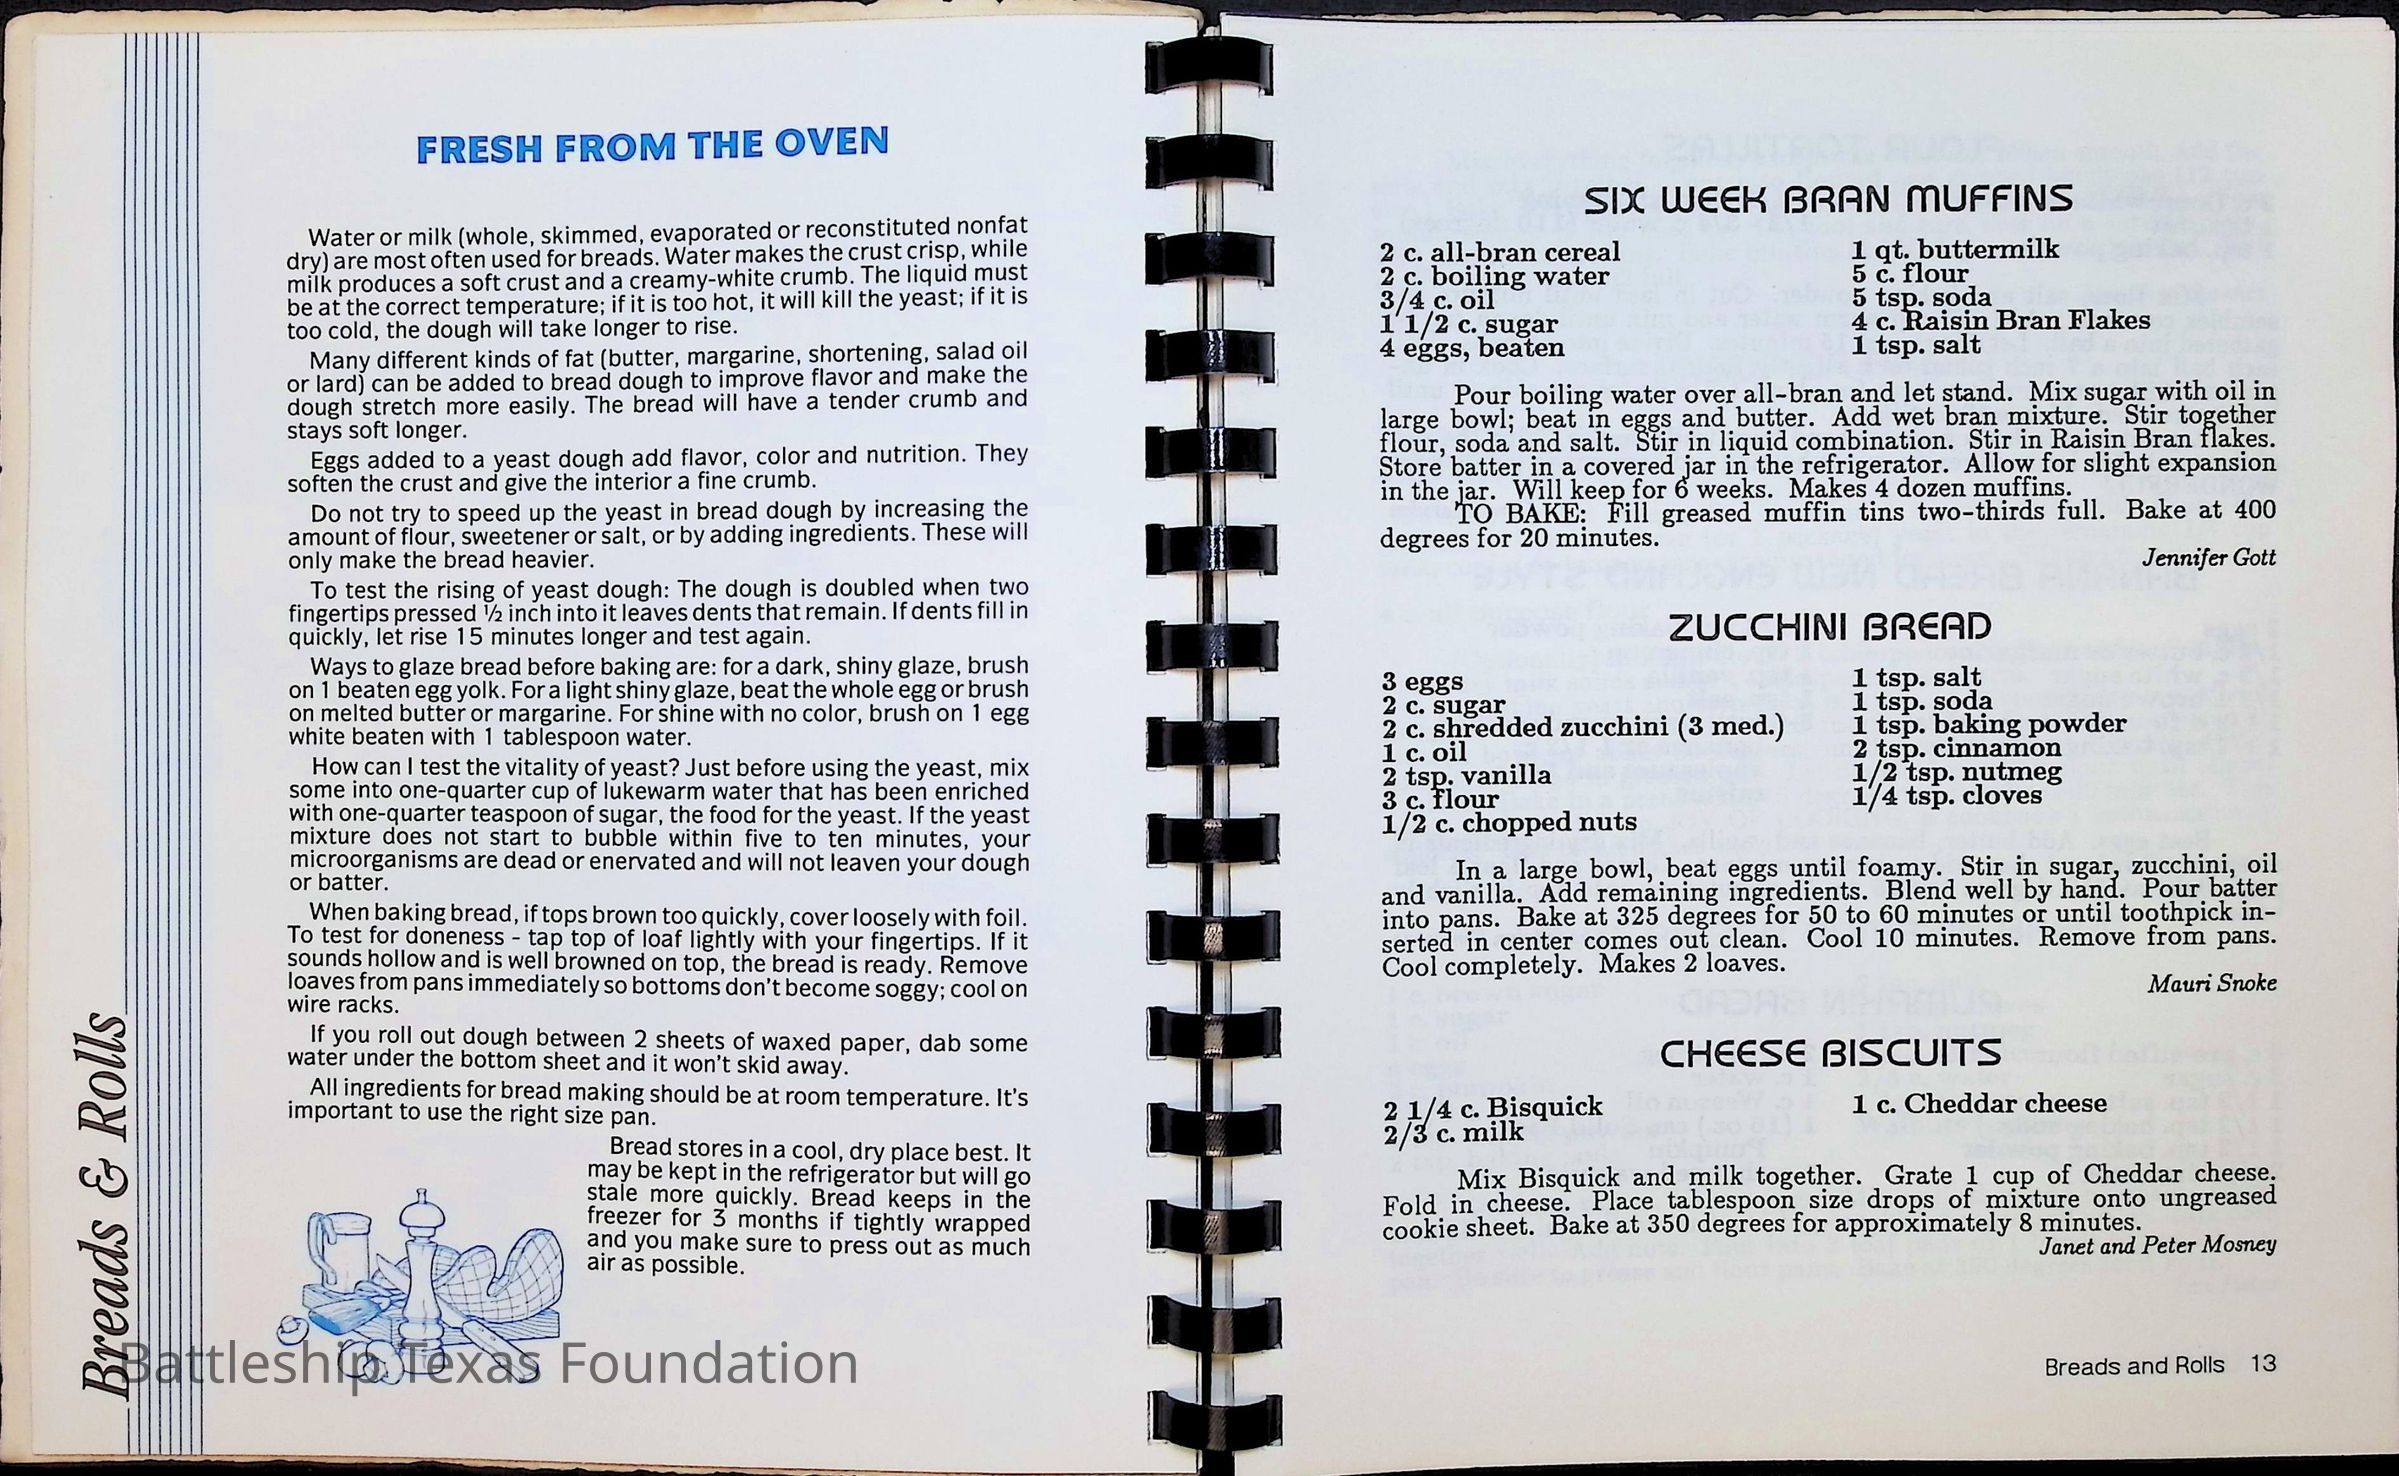 FRESH FROM THE OVEN
Water or milk (whole, skimmed, evaporated or reconstituted nonfat
dry) are most often used for breads. Water makes the crust crisp, while
milk produces a soft crust and a creamy-white crumb. The liquid must
be at the correct temperature; if it is too hot, it will kill the yeast; if it is
too cold, the dough will take longer to rise.
Many different kinds of fat (butter, margarine, shortening, salad oil
or lard) can be added to bread dough to improve flavor and make the
dough stretch more easily. The bread will have a tender crumb and
stays soft longer.
Eggs added to a yeast dough add flavor, color and nutrition. They
soften the crust and give the interior a fine crumb.
Do not try to speed up the yeast in bread dough by increasing the
amount of flour, sweetener or salt, or by adding ingredients. These will
only make the bread heavier.
To test the rising of yeast dough: The dough is doubled when two
fingertips pressed ½ inch into it leaves dents that remain. If dents fill in
quickly, let rise 15 minutes longer and test again.
Ways to glaze bread before baking are: for a dark, shiny glaze, brush
on 1 beaten egg yolk. For a light shiny glaze, beat the whole egg or brush
on melted butter or margarine. For shine with no color, brush on 1 egg
white beaten with 1 tablespoon water.
How can I test the vitality of yeast? Just before using the yeast, mix
some into one-quarter cup of lukewarm water that has been enriched
with one-quarter teaspoon of sugar, the food for the yeast. If the yeast
mixture does not start to bubble within five to ten minutes, your
microorganisms are dead or enervated and will not leaven your dough
or batter.
When baking bread, if tops brown too quickly, cover loosely with foil.
To test for doneness - tap top of loaf lightly with your fingertips. If it
sounds hollow and is well browned on top, the bread is ready. Remove
loaves from pans immediately so bottoms don't become soggy; cool on
wire racks.
If you roll out dough between 2 sheets of waxed paper, dab some
water under the bottom sheet and it won't skid away.
All ingredients for bread making should be at room temperature. It's
important to use the right size pan.
Bread stores in a cool, dry place best. It
may be kept in the refrigerator but will go
stale more quickly. Bread keeps in the
freezer for 3 months if tightly wrapped
and you make sure to press out as much
air as possible.
Breads & Rolls
Battleship Texas Foundation
SIX WEEK BRAN MUFFINS
2 c. all-bran cereal
2 c. boiling water
3/4 c. oil
1 1/2 c. sugar
4 eggs, beaten
1 qt. buttermilk
5 c. flour
5 tsp. soda
4 c. Raisin Bran Flakes
1 tsp. salt
Pour boiling water over all-bran and let stand. Mix sugar with oil in
large bowl; beat in eggs and butter. Add wet bran mixture. Stir together
flour, soda and salt. Stir in liquid combination. Stir in Raisin Bran flakes.
Store batter in a covered jar in the refrigerator. Allow for slight expansion
in the jar. Will keep for 6 weeks. Makes 4 dozen muffins.
TO BAKE: Fill greased muffin tins two-thirds full. Bake at 400
degrees for 20 minutes.
Jennifer Gott
ZUCCHINI BREAD
3 eggs
2 c. sugar
2 c. shredded zucchini (3 med.)
1 c. oil
2 tsp. vanilla
3 c. flour
1/2 c. chopped nuts
1 tsp. salt
1 tsp. soda
1 tsp. baking powder
2 tsp. cinnamon
1/2 tsp. nutmeg
1/4 tsp. cloves
In a large bowl, beat eggs until foamy. Stir in sugar, zucchini, oil
and vanilla. Add remaining ingredients. Blend well by hand. Pour batter
into pans. Bake at 325 degrees for 50 to 60 minutes or until toothpick in-
serted in center comes out clean. Cool 10 minutes. Remove from pans.
Cool completely. Makes 2 loaves.
Mauri Snoke
CHEESE BISCUITS
2 1/4 c. Bisquick
2/3 c. milk
1 c. Cheddar cheese
Mix Bisquick and milk together. Grate 1 cup of Cheddar cheese.
Fold in cheese. Place tablespoon size drops of mixture onto ungreased
cookie sheet. Bake at 350 degrees for approximately 8 minutes.
Janet and Peter Mosney
Breads and Rolls 13